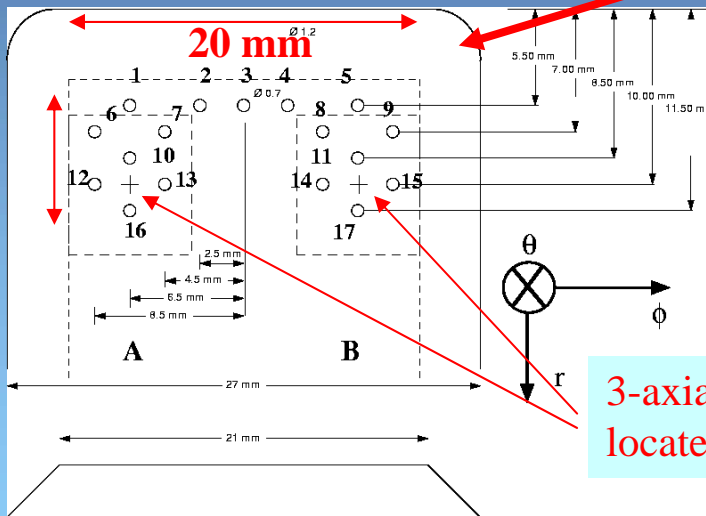 Ø 1.2
20 mm
1 2 3 4 5
Ø 0.7
6 7 8 9
10 11
12 13 14 15
16 17
5.50 mm
7.00 mm
8.50 mm
10.00 mm
11.50 m
2.5 mm
4.5 mm
6.5 mm
8.5 mm
θ
ϕ
r
A B
27 mm
21 mm
3-axia
locate